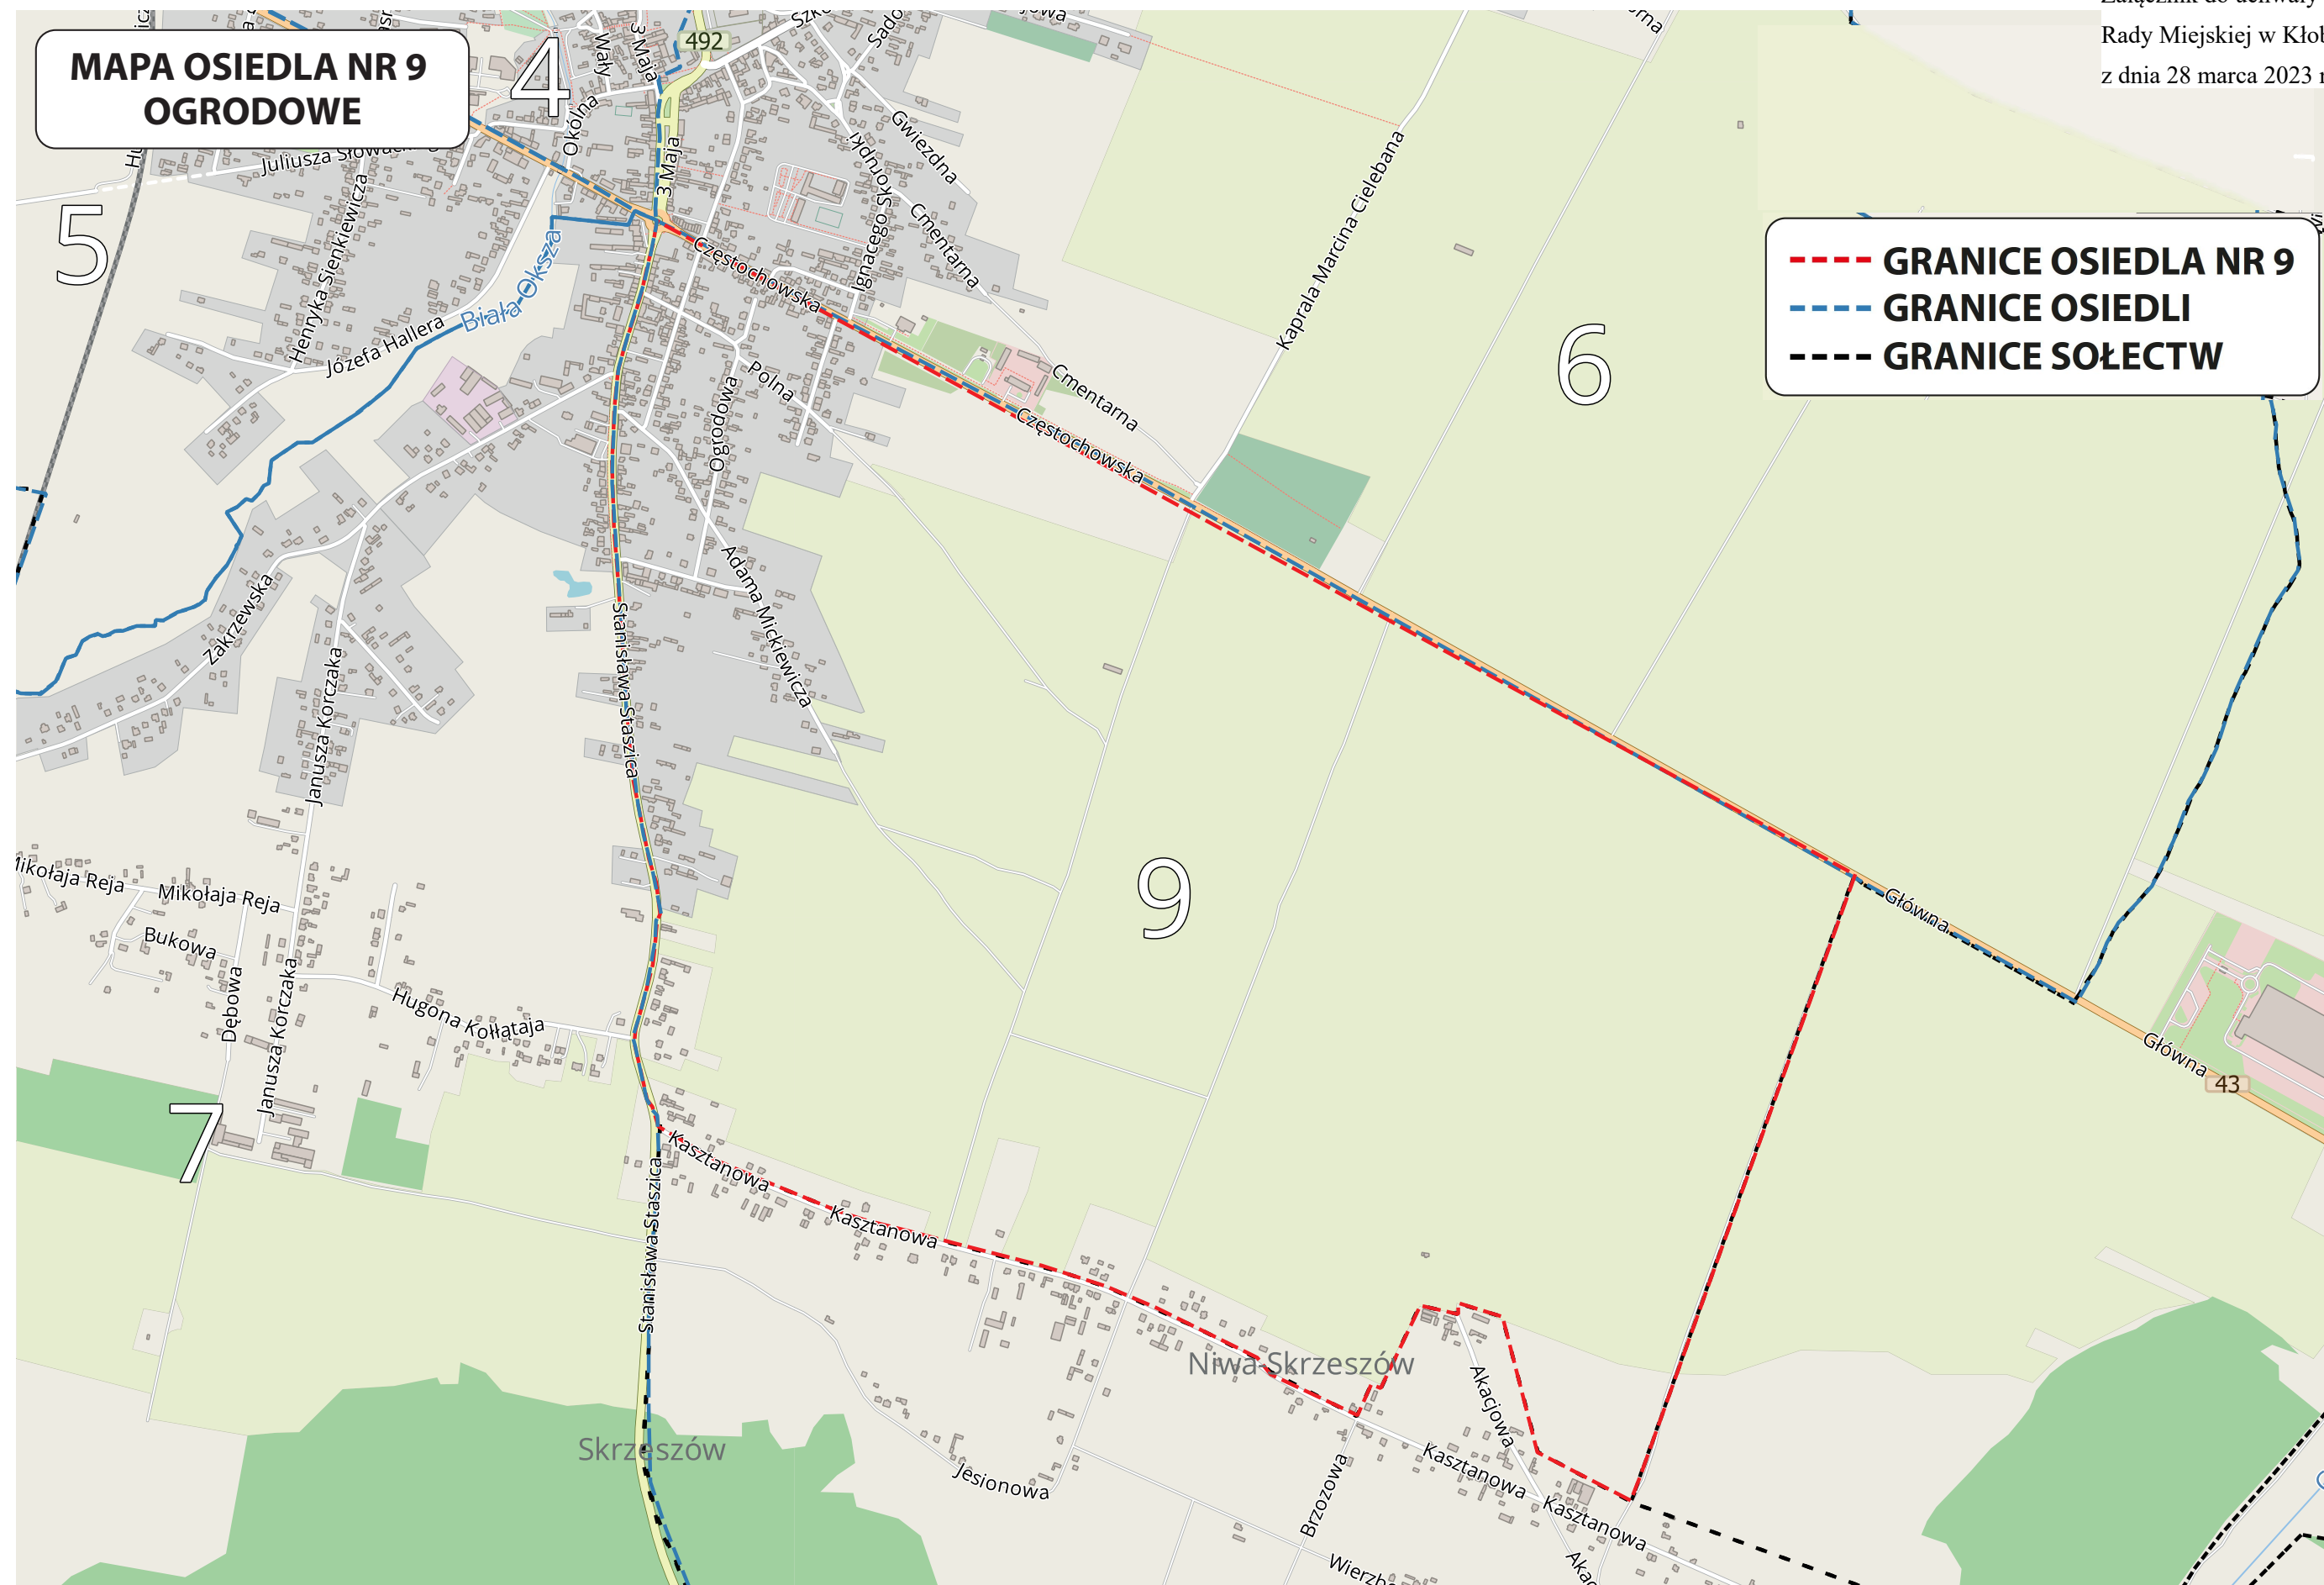 Rady Miejskiej w Kłob
z dnia 28 marca 2023 r
MAPA OSIEDLA NR 9
OGRODOWE
GRANICE OSIEDLA NR 9
GRANICE OSIEDLI
GRANICE SOŁECTW
492
4
5
6
9
7
Wały
3 Maja
3 Maja
Okólna
Juliusza Słowackiego
Gwiezdna
Ignacego Skorupki
Cmentarna
Cmentarna
Kaprala Marcina Cielebana
Henryka Sienkiewicza
Józefa Hallera
Biała Oksza
Częstochowska
Częstochowska
Polna
Ogrodowa
Adama Mickiewicza
Stanisława Staszica
Zakrzewska
Janusza Korczaka
Mikołaja Reja
Mikołaja Reja
Bukowa
Dębowa
Janusza Korczaka
Hugona Kołłątaja
Główna
Główna
43
Kasztanowa
Kasztanowa
Stanisława Staszica
Niwa-Skrzeszów
Akacjowa
Skrzeszów
Jesionowa
Brzozowa
Kasztanowa
Kasztanowa
Wierzbo
Akac